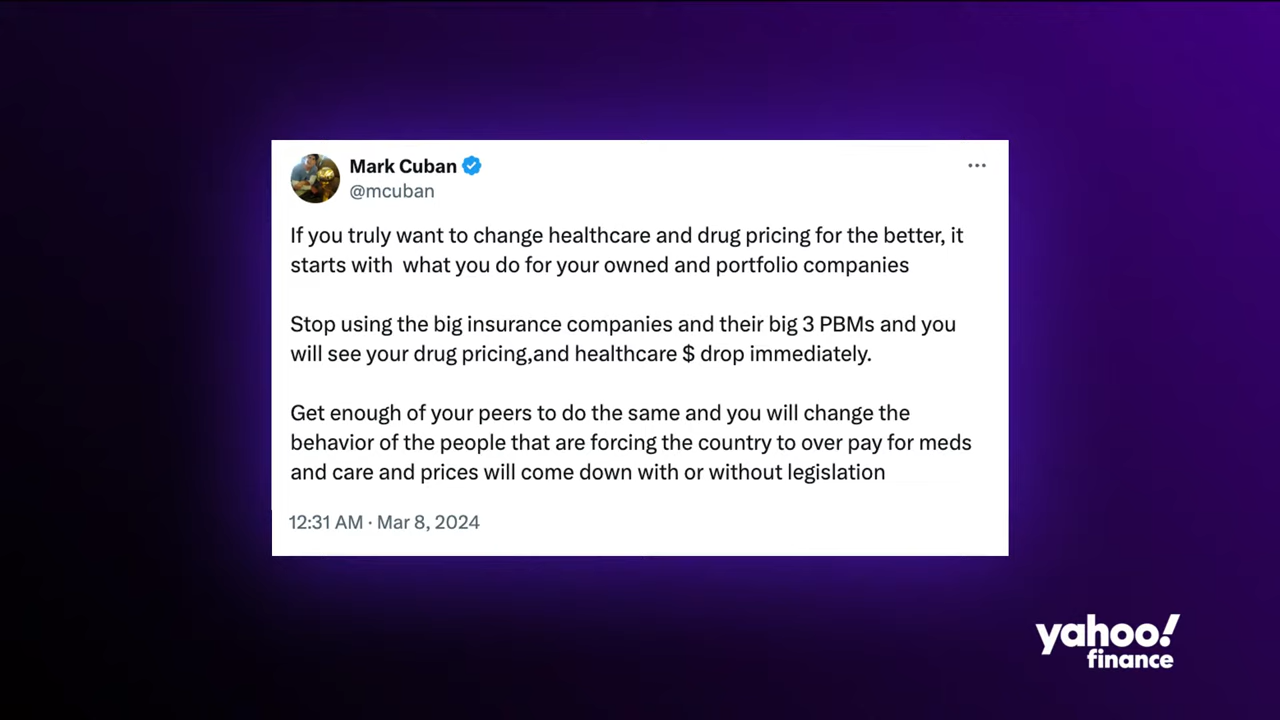 Mark Cuban
@mcuban
If you truly want to change healthcare and drug pricing for the better, it
starts with  what you do for your owned and portfolio companies
Stop using the big insurance companies and their big 3 PBMs and you
will see your drug pricing,and healthcare $ drop immediately.
Get enough of your peers to do the same and you will change the
behavior of the people that are forcing the country to over pay for meds
and care and prices will come down with or without legislation
12:31 AM · Mar 8, 2024
yahoo!
finance